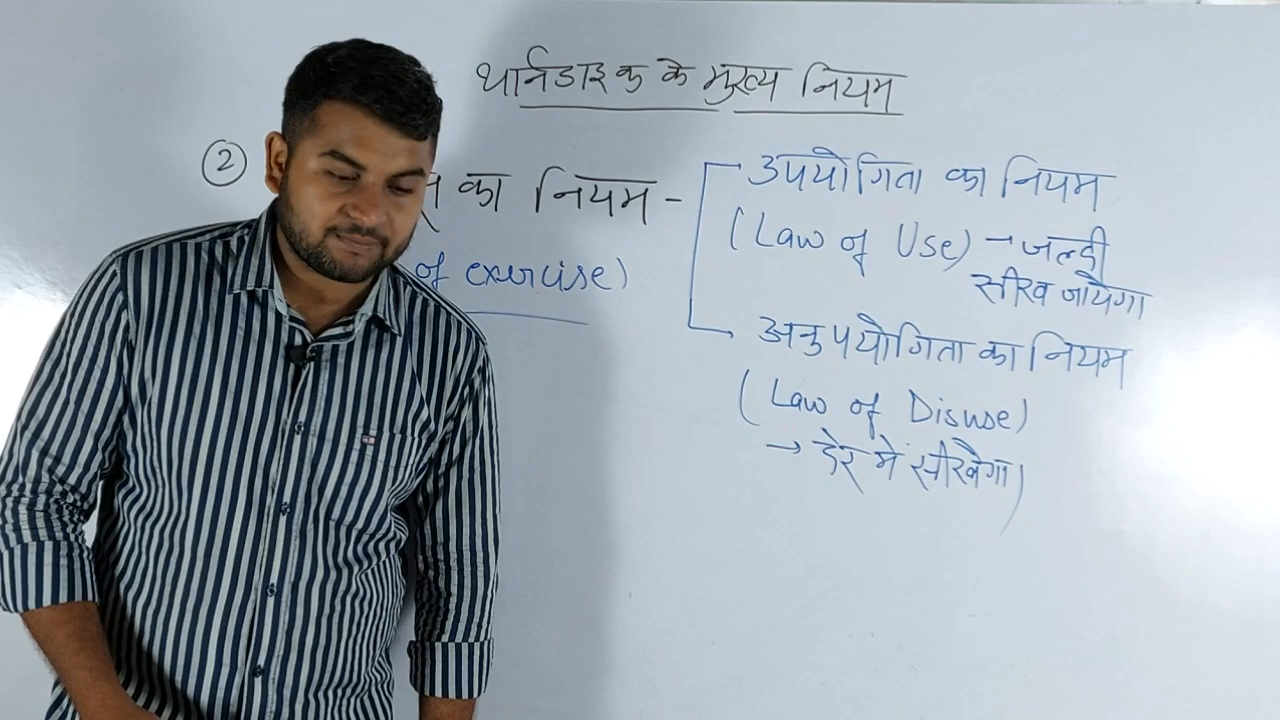 थार्नडाइक के मुख्य नियम
② का नियम -
of exercise)
उपयोगिता का नियम
(Law of Use) → जल्दी
सीख जायेगा
अनुपयोगिता का नियम
(Law of Disuse)
→ देर में सीखेगा)